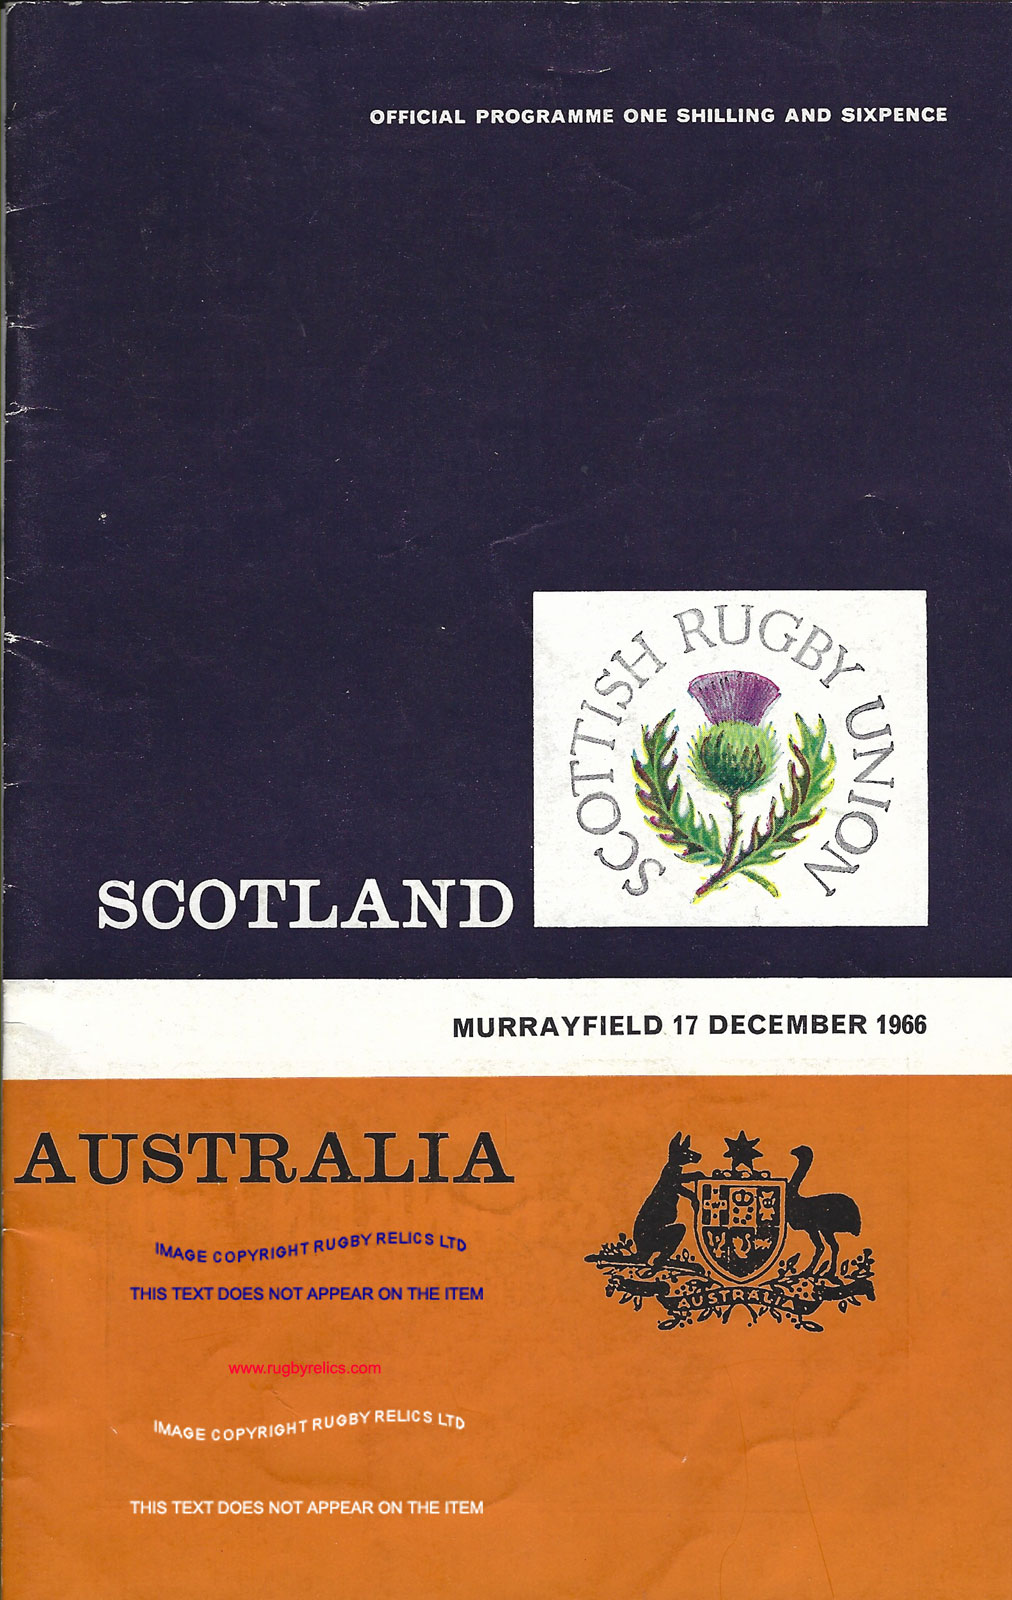 OFFICIAL PROGRAMME ONE SHILLING AND SIXPENCE
SCOTTISH RUGBY UNION
SCOTLAND
MURRAYFIELD 17 DECEMBER 1966
AUSTRALIA
AUSTRALIA
IMAGE COPYRIGHT RUGBY RELICS LTD
THIS TEXT DOES NOT APPEAR ON THE ITEM
www.rugbyrelics.com
IMAGE COPYRIGHT RUGBY RELICS LTD
THIS TEXT DOES NOT APPEAR ON THE ITEM